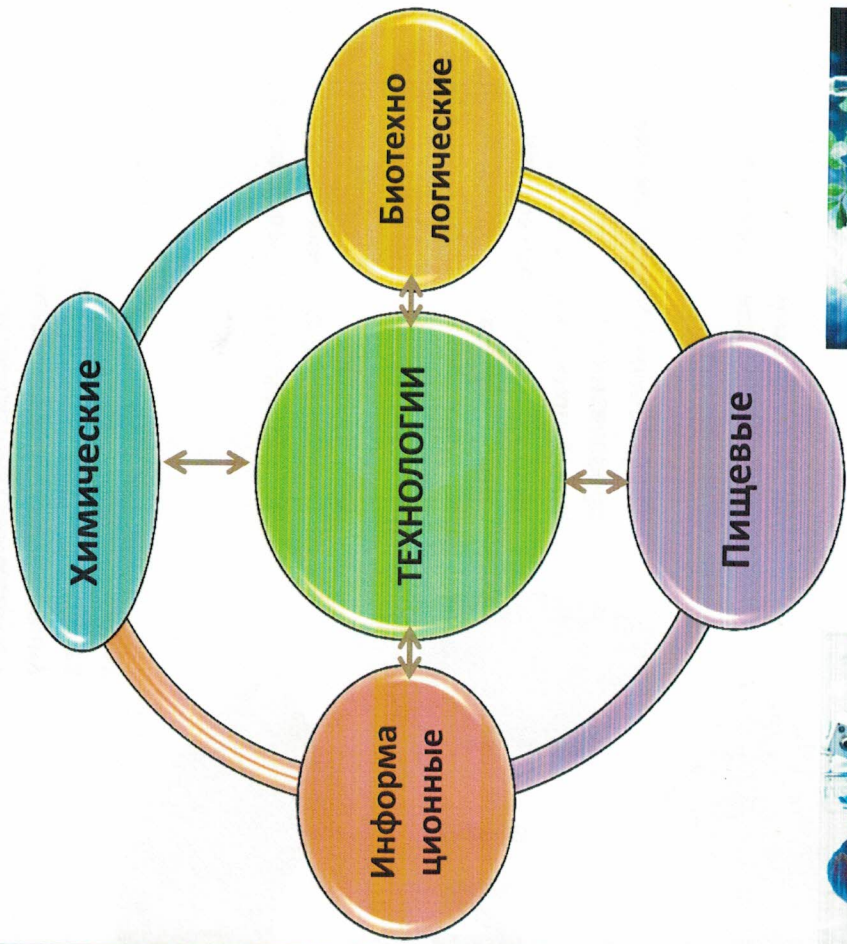 Химические
Биотехно
логические
ТЕХНОЛОГИИ
Информа
ционные
Пищевые